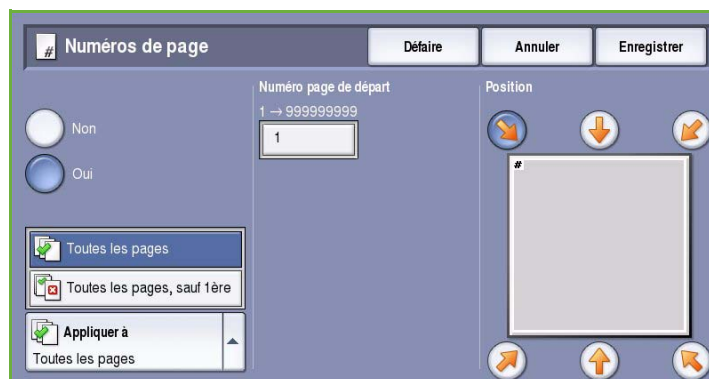 # Numéros de page
Défaire
Annuler
Enregistrer
Non
Oui
Numéro page de départ
1 → 999999999
1
Position
#
Toutes les pages
Toutes les pages, sauf 1ère
Appliquer à
Toutes les pages